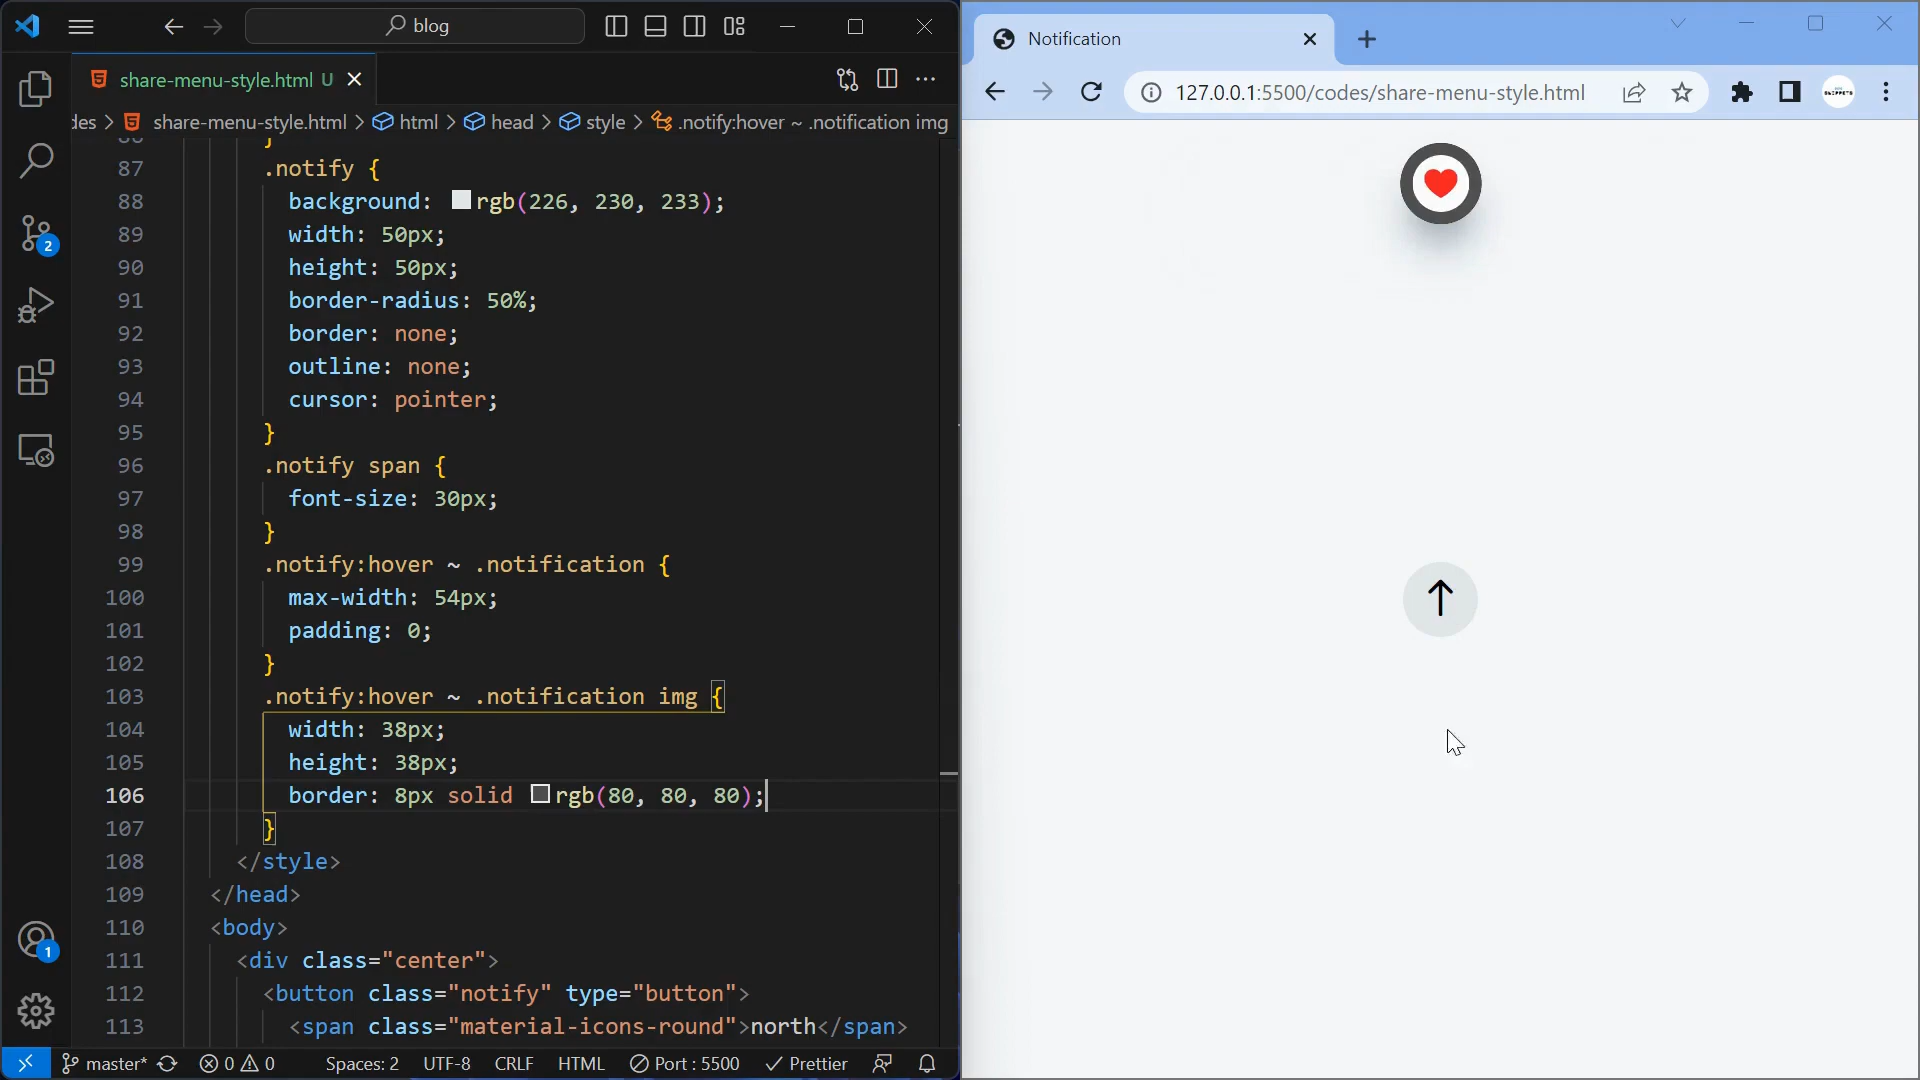 blog
share-menu-style.html U
des > share-menu-style.html > html > head > style > .notify:hover ~ .notification img
87 .notify {
88 background: rgb(226, 230, 233);
89 width: 50px;
90 height: 50px;
91 border-radius: 50%;
92 border: none;
93 outline: none;
94 cursor: pointer;
95 }
96 .notify span {
97 font-size: 30px;
98 }
99 .notify:hover ~ .notification {
100 max-width: 54px;
101 padding: 0;
102 }
103 .notify:hover ~ .notification img {
104 width: 38px;
105 height: 38px;
106 border: 8px solid rgb(80, 80, 80);
107 }
108 </style>
109 </head>
110 <body>
111 <div class="center">
112 <button class="notify" type="button">
113 <span class="material-icons-round">north</span>
2
1
master* 0 0 Spaces: 2 UTF-8 CRLF HTML Port : 5500 Prettier
Notification
127.0.0.1:5500/codes/share-menu-style.html